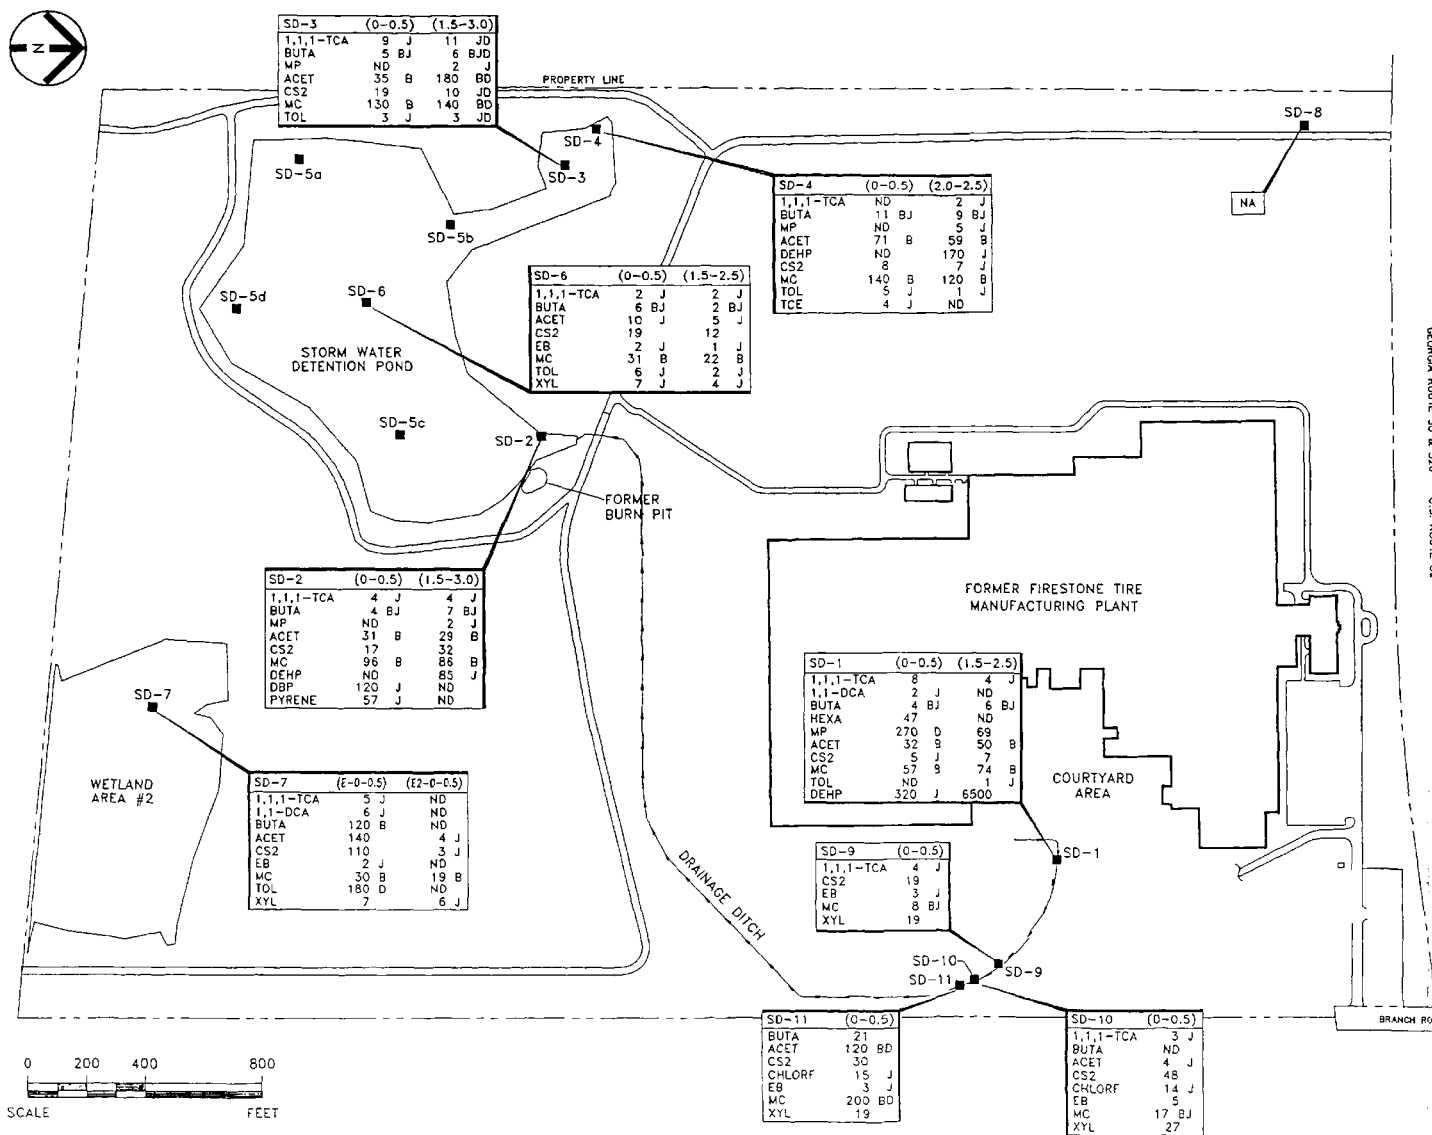 N
SD-3 (0-0.5) (1.5-3.0)
1,1,1-TCA 9 J 11 JD
BUTA 5 BJ 6 BJD
MP ND 2 J
ACET 35 B 180 BD
CS2 19 10 JD
MC 130 B 140 BD
TOL 3 J 3 JD
PROPERTY LINE
SD-8
NA
SD-4
SD-3
SD-5a
SD-5b
SD-4 (0-0.5) (2.0-2.5)
1,1,1-TCA ND 2 J
BUTA 11 BJ 9 BJ
MP ND 5 J
ACET 71 B 59 B
DEHP ND 170 J
CS2 8 7 J
MC 140 B 120 B
TOL 5 J 1 J
TCE 4 J ND
SD-6 (0-0.5) (1.5-2.5)
1,1,1-TCA 2 J 2 J
BUTA 6 BJ 2 BJ
ACET 10 J 5 J
CS2 19 12
EB 2 J 1 J
MC 31 B 22 B
TOL 6 J 2 J
XYL 7 J 4 J
SD-5d
SD-6
STORM WATER
DETENTION POND
SD-5c
SD-2
FORMER
BURN PIT
SD-2 (0-0.5) (1.5-3.0)
1,1,1-TCA 4 J 4 J
BUTA 4 BJ 7 BJ
MP ND 2 J
ACET 31 B 29 B
CS2 17 32
MC 96 B 86 B
DEHP ND 85 J
DBP 120 J ND
PYRENE 57 J ND
FORMER FIRESTONE TIRE
MANUFACTURING PLANT
SD-1 (0-0.5) (1.5-2.5)
1,1,1-TCA 8 4 J
1,1-DCA 2 J ND
BUTA 4 BJ 6 BJ
HEXA 47 ND
MP 270 D 69
ACET 32 B 50 B
CS2 5 J 7
MC 57 B 74 B
TOL ND 1 J
DEHP 320 J 6500
COURTYARD
AREA
SD-7
WETLAND
AREA #2
SD-7 (E-0-0.5) (E2-0-0.5)
1,1,1-TCA 5 J ND
1,1-DCA 6 J ND
BUTA 120 B ND
ACET 140 4 J
CS2 110 3 J
EB 2 J ND
MC 30 B 19 B
TOL 180 D ND
XYL 7 6 J
DRAINAGE DITCH
SD-9 (0-0.5)
1,1,1-TCA 4 J
CS2 19
EB 3 J
MC 8 BJ
XYL 19
SD-1
SD-10
SD-9
SD-11
SD-11 (0-0.5)
BUTA 21
ACET 120 BD
CS2 30
CHLORF 15 J
EB 3 J
MC 200 BD
XYL 19
SD-10 (0-0.5)
1,1,1-TCA 3 J
BUTA ND
ACET 4 J
CS2 48
CHLORF 14 J
EB 5
MC 17 BJ
XYL 27
BRANCH RO
0 200 400 800
SCALE FEET